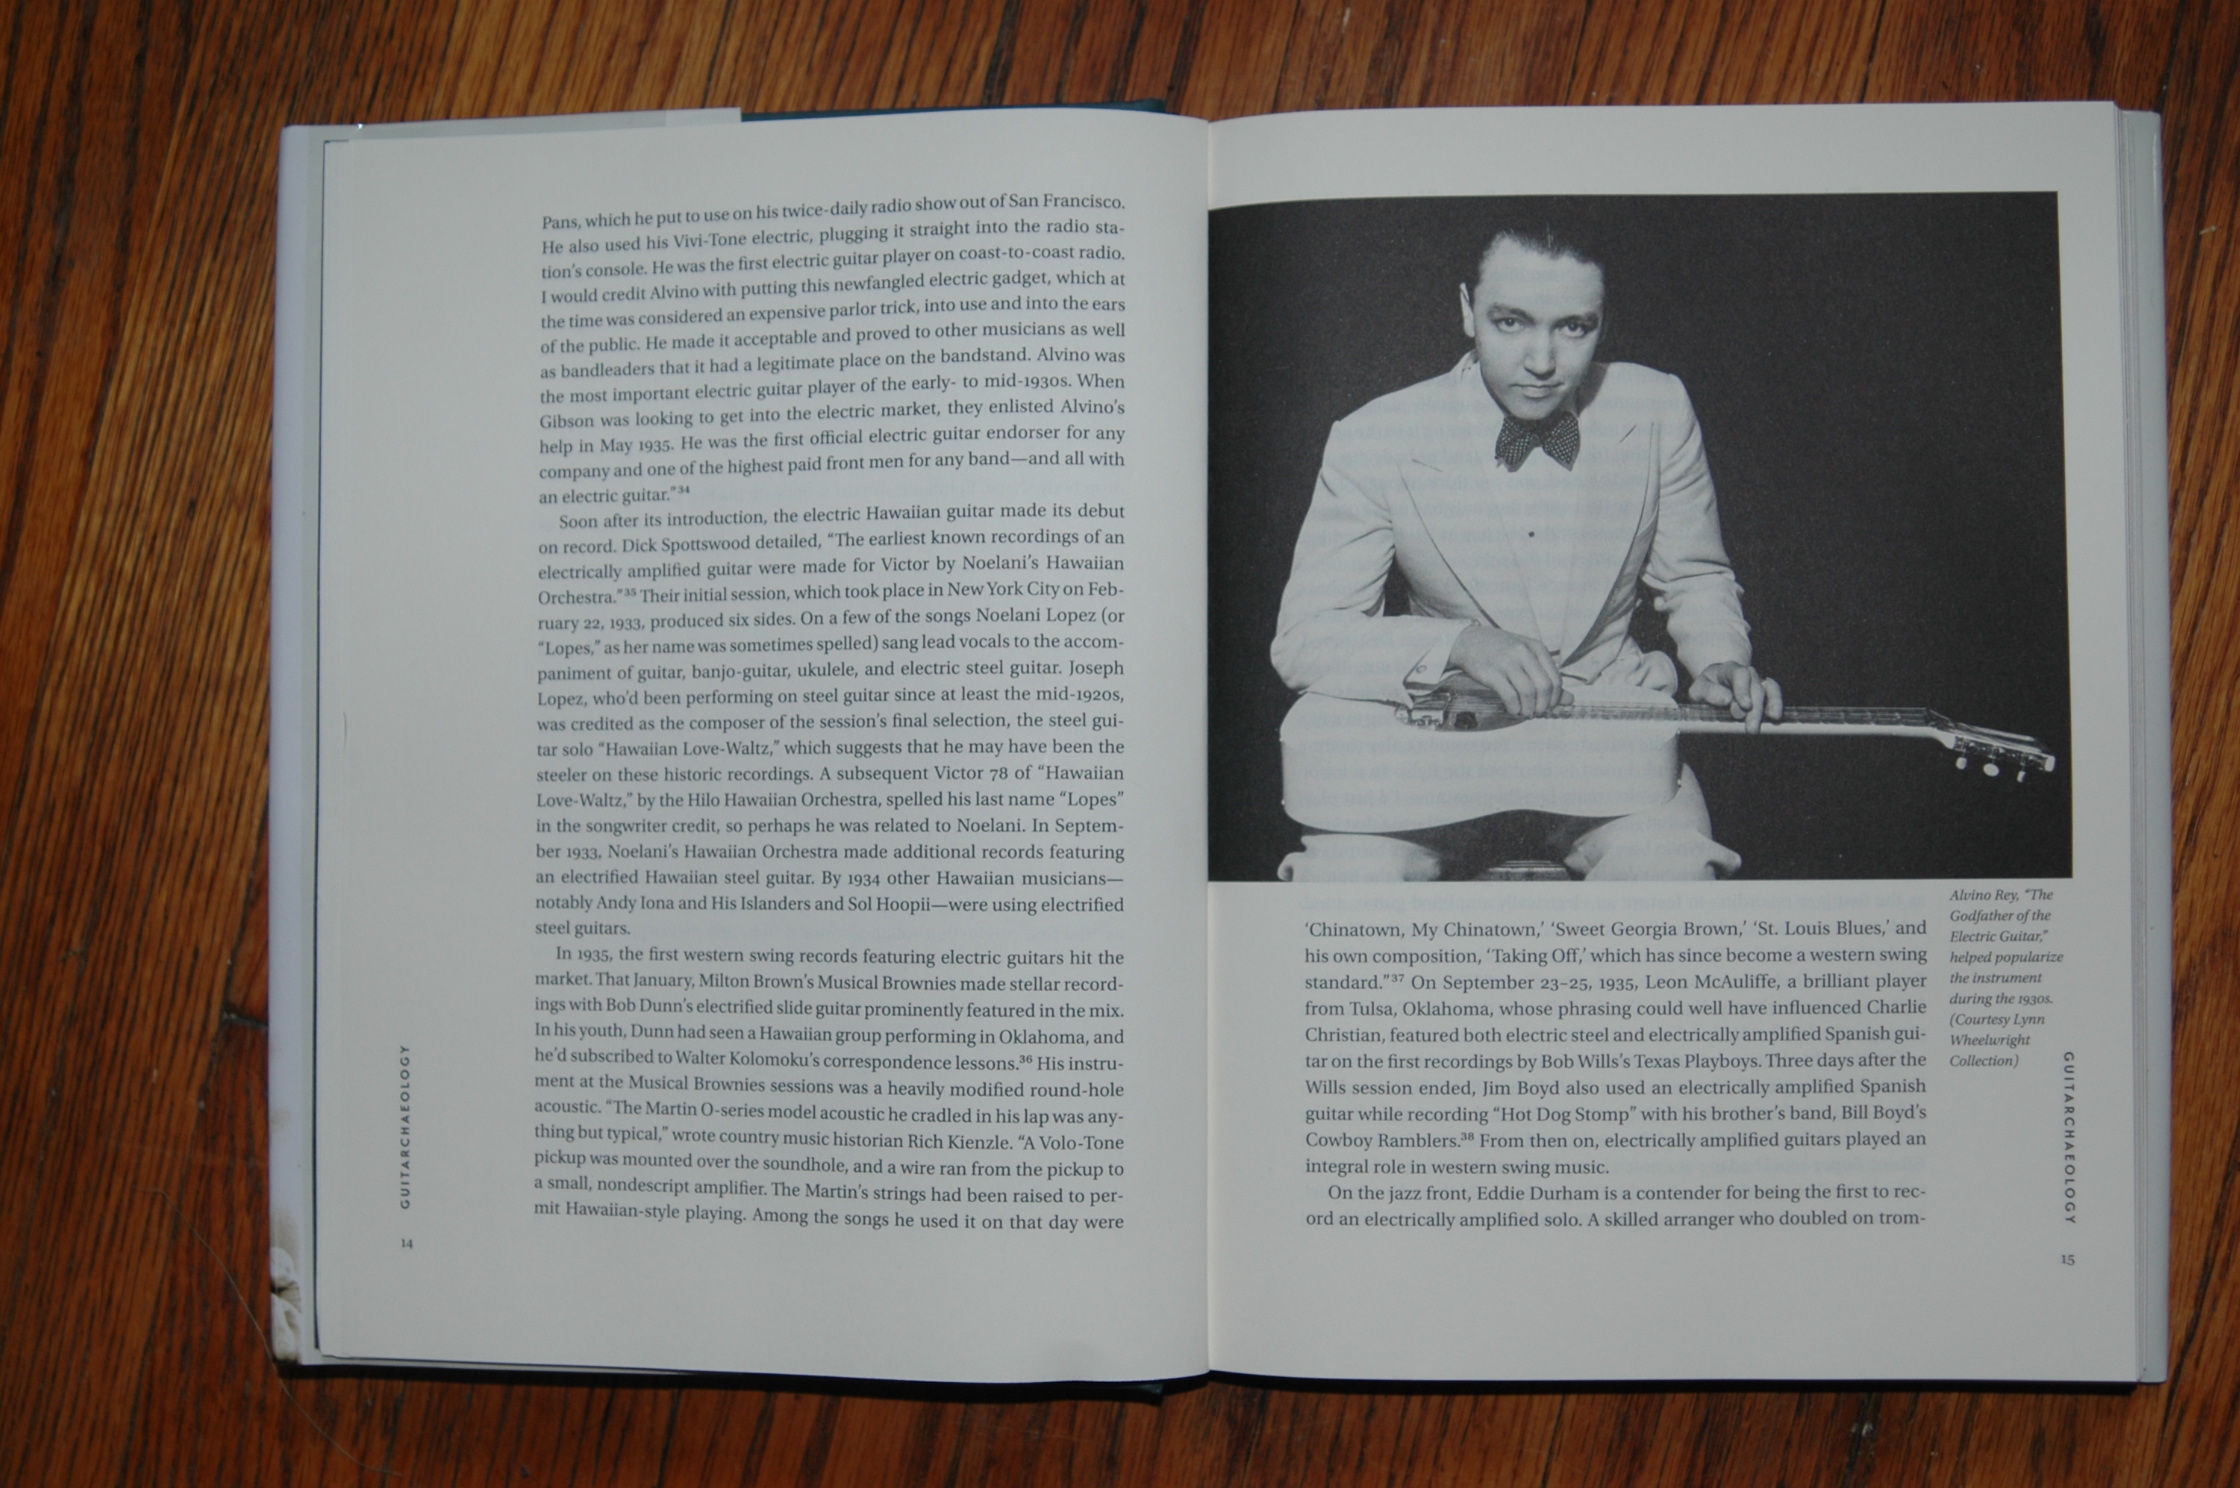 Pans, which he put to use on his twice-daily radio show out of San Francisco.
He also used his Vivi-Tone electric, plugging it straight into the radio sta-
tion's console. He was the first electric guitar player on coast-to-coast radio.
I would credit Alvino with putting this newfangled electric gadget, which at
the time was considered an expensive parlor trick, into use and into the ears
of the public. He made it acceptable and proved to other musicians as well
as bandleaders that it had a legitimate place on the bandstand. Alvino was
the most important electric guitar player of the early- to mid-1930s. When
Gibson was looking to get into the electric market, they enlisted Alvino's
help in May 1935. He was the first official electric guitar endorser for any
company and one of the highest paid front men for any band—and all with
an electric guitar."³⁴
Soon after its introduction, the electric Hawaiian guitar made its debut
on record. Dick Spottswood detailed, "The earliest known recordings of an
electrically amplified guitar were made for Victor by Noelani's Hawaiian
Orchestra."³⁵ Their initial session, which took place in New York City on Feb-
ruary 22, 1933, produced six sides. On a few of the songs Noelani Lopez (or
"Lopes," as her name was sometimes spelled) sang lead vocals to the accom-
paniment of guitar, banjo-guitar, ukulele, and electric steel guitar. Joseph
Lopez, who'd been performing on steel guitar since at least the mid-1920s,
was credited as the composer of the session's final selection, the steel gui-
tar solo "Hawaiian Love-Waltz," which suggests that he may have been the
steeler on these historic recordings. A subsequent Victor 78 of "Hawaiian
Love-Waltz," by the Hilo Hawaiian Orchestra, spelled his last name "Lopes"
in the songwriter credit, so perhaps he was related to Noelani. In Septem-
ber 1933, Noelani's Hawaiian Orchestra made additional records featuring
an electrified Hawaiian steel guitar. By 1934 other Hawaiian musicians—
notably Andy Iona and His Islanders and Sol Hoopii—were using electrified
steel guitars.
In 1935, the first western swing records featuring electric guitars hit the
market. That January, Milton Brown's Musical Brownies made stellar record-
ings with Bob Dunn's electrified slide guitar prominently featured in the mix.
In his youth, Dunn had seen a Hawaiian group performing in Oklahoma, and
he'd subscribed to Walter Kolomoku's correspondence lessons.³⁶ His instru-
ment at the Musical Brownies sessions was a heavily modified round-hole
acoustic. "The Martin O-series model acoustic he cradled in his lap was any-
thing but typical," wrote country music historian Rich Kienzle. "A Volo-Tone
pickup was mounted over the soundhole, and a wire ran from the pickup to
a small, nondescript amplifier. The Martin's strings had been raised to per-
mit Hawaiian-style playing. Among the songs he used it on that day were
GUITARCHAEOLOGY
14
Alvino Rey, "The
Godfather of the
Electric Guitar,"
helped popularize
the instrument
during the 1930s.
(Courtesy Lynn
Wheelwright
Collection)
'Chinatown, My Chinatown,' 'Sweet Georgia Brown,' 'St. Louis Blues,' and
his own composition, 'Taking Off,' which has since become a western swing
standard."³⁷ On September 23–25, 1935, Leon McAuliffe, a brilliant player
from Tulsa, Oklahoma, whose phrasing could well have influenced Charlie
Christian, featured both electric steel and electrically amplified Spanish gui-
tar on the first recordings by Bob Wills's Texas Playboys. Three days after the
Wills session ended, Jim Boyd also used an electrically amplified Spanish
guitar while recording "Hot Dog Stomp" with his brother's band, Bill Boyd's
Cowboy Ramblers.³⁸ From then on, electrically amplified guitars played an
integral role in western swing music.
On the jazz front, Eddie Durham is a contender for being the first to rec-
ord an electrically amplified solo. A skilled arranger who doubled on trom-
GUITARCHAEOLOGY
15